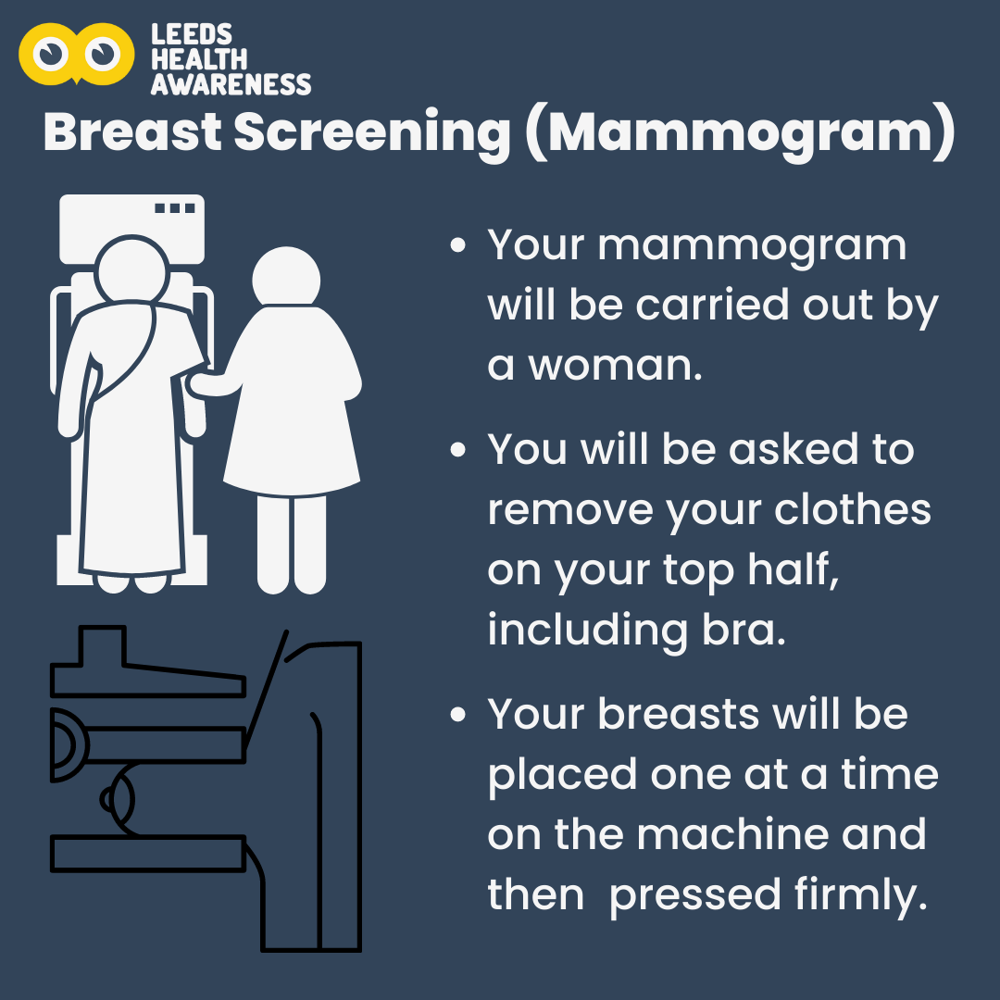 LEEDS
HEALTH
AWARENESS
Breast Screening (Mammogram)
• Your mammogram
will be carried out by
a woman.
• You will be asked to
remove your clothes
on your top half,
including bra.
• Your breasts will be
placed one at a time
on the machine and
then  pressed firmly.